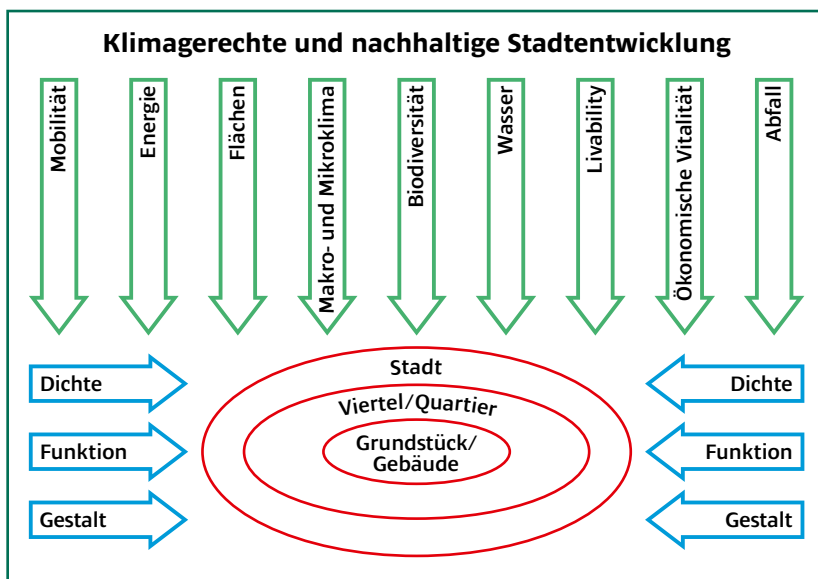 Klimagerechte und nachhaltige Stadtentwicklung
Mobilität
Energie
Flächen
Makro- und Mikroklima
Biodiversität
Wasser
Livability
Ökonomische Vitalität
Abfall
Stadt
Viertel/Quartier
Grundstück/
Gebäude
Dichte
Funktion
Gestalt
Dichte
Funktion
Gestalt